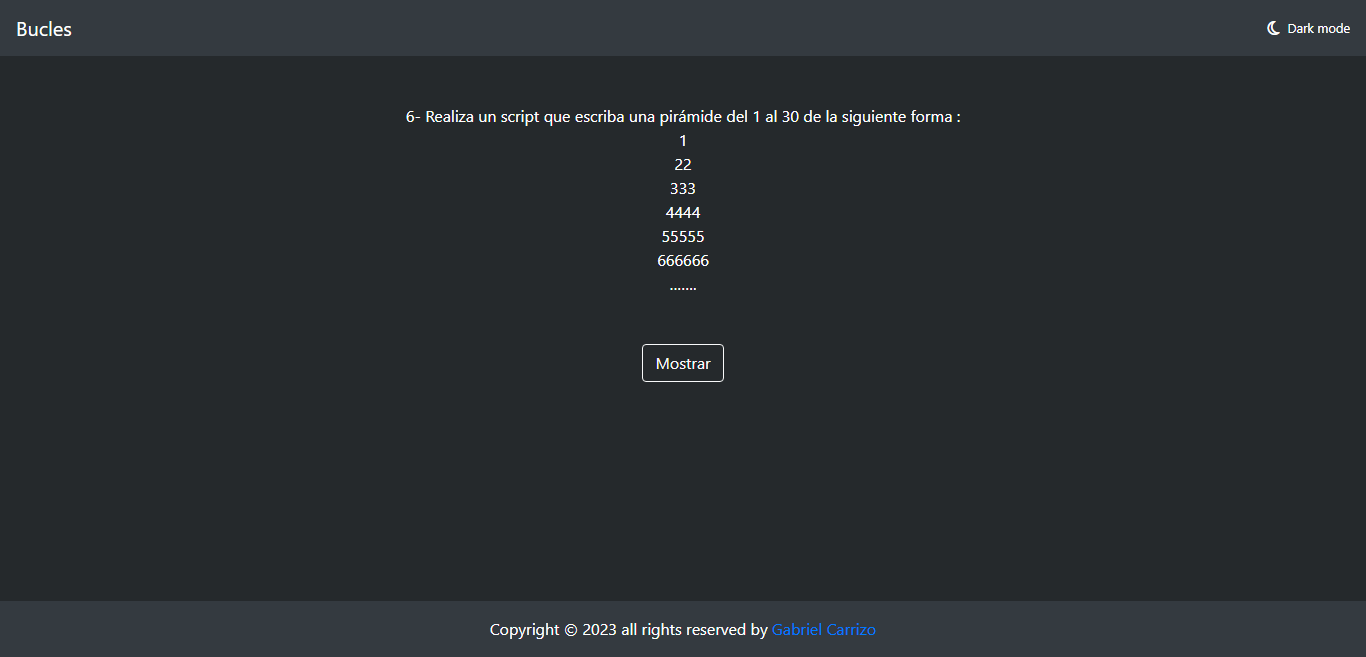 Bucles
Dark mode
6- Realiza un script que escriba una pirámide del 1 al 30 de la siguiente forma :
1
22
333
4444
55555
666666
.......
Mostrar
Copyright © 2023 all rights reserved by Gabriel Carrizo